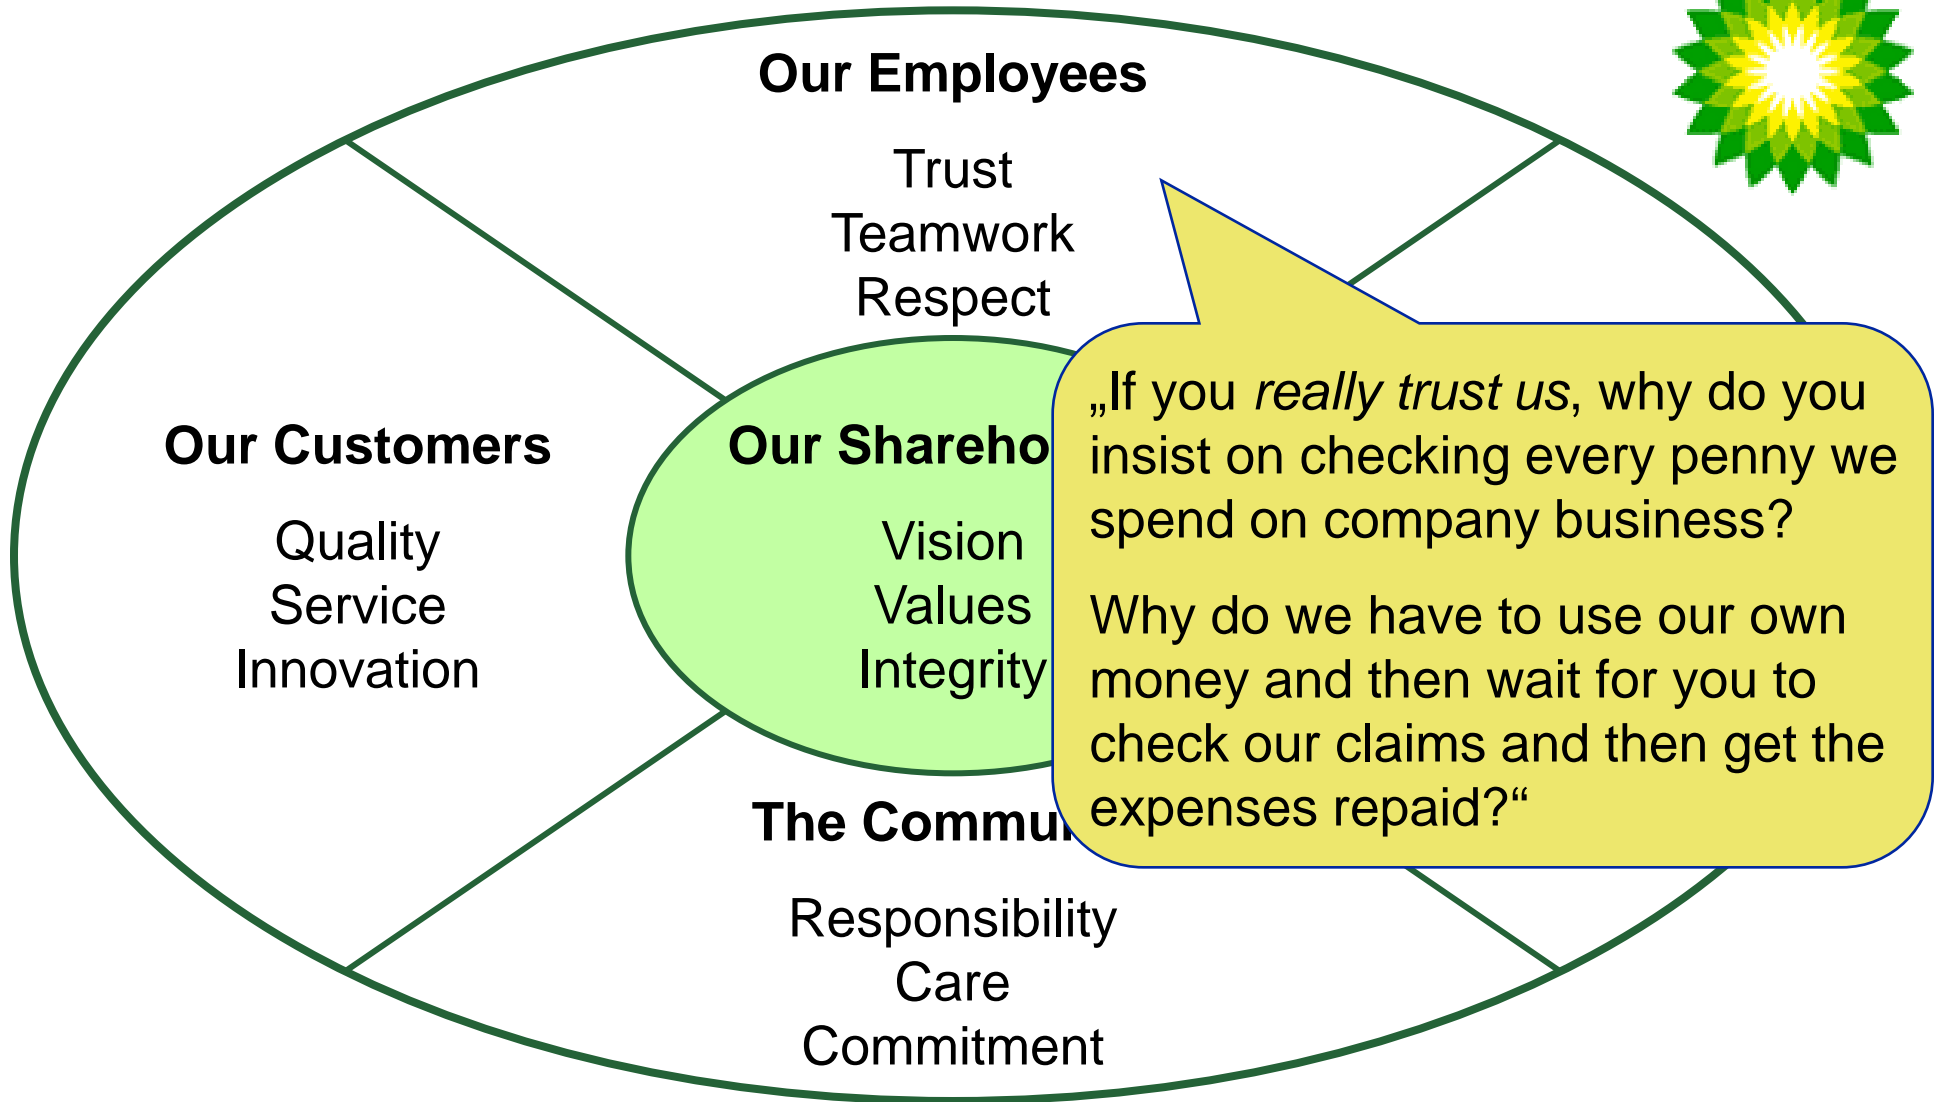 Our Employees
Trust
Teamwork
Respect
Our Customers
Quality
Service
Innovation
Our Shareho
Vision
Values
Integrity
„If you really trust us, why do you
insist on checking every penny we
spend on company business?
Why do we have to use our own
money and then wait for you to
check our claims and then get the
expenses repaid?“
The Commu
Responsibility
Care
Commitment